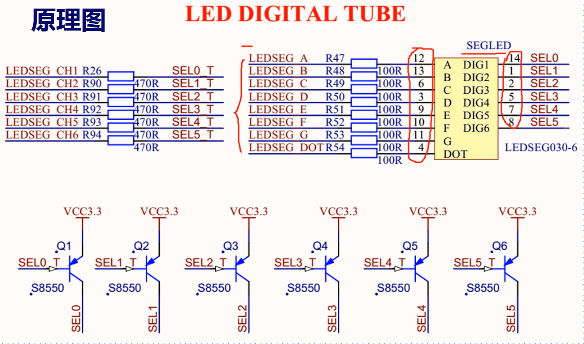 原理图
LED DIGITAL TUBE
SEGLED
LEDSEG CH1 R26 SEL0_T
LEDSEG CH2 R90 470R SEL1_T
LEDSEG CH3 R91 470R SEL2_T
LEDSEG CH4 R92 470R SEL3_T
LEDSEG CH5 R93 470R SEL4_T
LEDSEG CH6 R94 470R SEL5_T
470R
LEDSEG A R47 12 A DIG1 14 SEL0
LEDSEG B R48 100R 13 B DIG2 1 SEL1
LEDSEG C R49 100R 6 C DIG3 2 SEL2
LEDSEG D R50 100R 3 D DIG4 5 SEL3
LEDSEG E R51 100R 9 E DIG5 7 SEL4
LEDSEG F R52 100R 10 F DIG6 8 SEL5
LEDSEG G R53 100R 11 G
LEDSEG DOT R54 100R 4 DOT
100R
LEDSEG030-6
VCC3.3 VCC3.3 VCC3.3 VCC3.3 VCC3.3 VCC3.3
Q1 Q2 Q3 Q4 Q5 Q6
SEL0_T SEL1_T SEL2_T SEL3_T SEL4_T SEL5_T
S8550 S8550 S8550 S8550 S8550 S8550
SEL0 SEL1 SEL2 SEL3 SEL4 SEL5